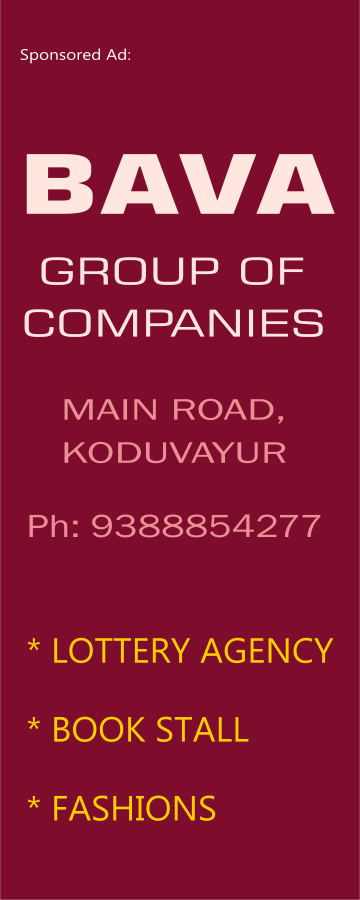 Sponsored Ad:
BAVA
GROUP OF
COMPANIES
MAIN ROAD,
KODUVAYUR
Ph: 9388854277
* LOTTERY AGENCY
* BOOK STALL
* FASHIONS